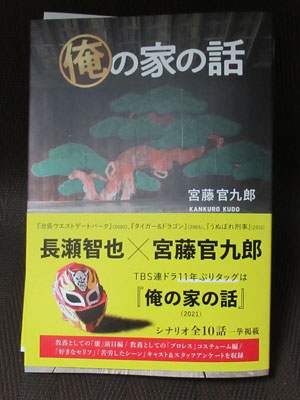 俺の家の話
宮藤官九郎
KANKURO KUDO
『池袋ウエストゲートパーク』(2000)、『タイガー&ドラゴン』(2005)、『うぬぼれ刑事』(2010)
長瀬智也×宮藤官九郎
TBS連ドラ11年ぶりタッグは
『俺の家の話』
(2021)
シナリオ全10話一挙掲載
教養としての「能」演目編/教養としての「プロレス」コスチューム編/
「好きなセリフ」「苦労したシーン」キャスト&スタッフアンケートを収録